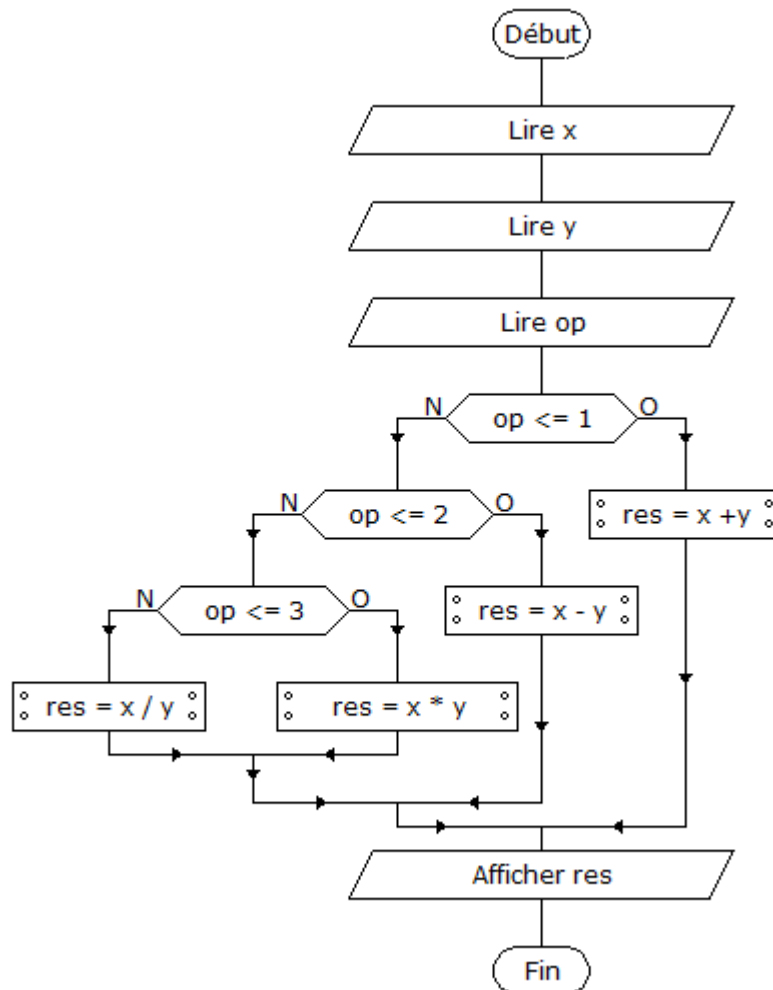 Début
Lire x
Lire y
Lire op
N op <= 1 O
N op <= 2 O
res = x +y
N op <= 3 O
res = x - y
res = x / y
res = x * y
Afficher res
Fin